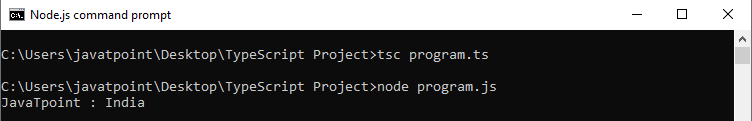 Node.js command prompt
C:\Users\javatpoint\Desktop\TypeScript Project>tsc program.ts
C:\Users\javatpoint\Desktop\TypeScript Project>node program.js
JavaTpoint : India